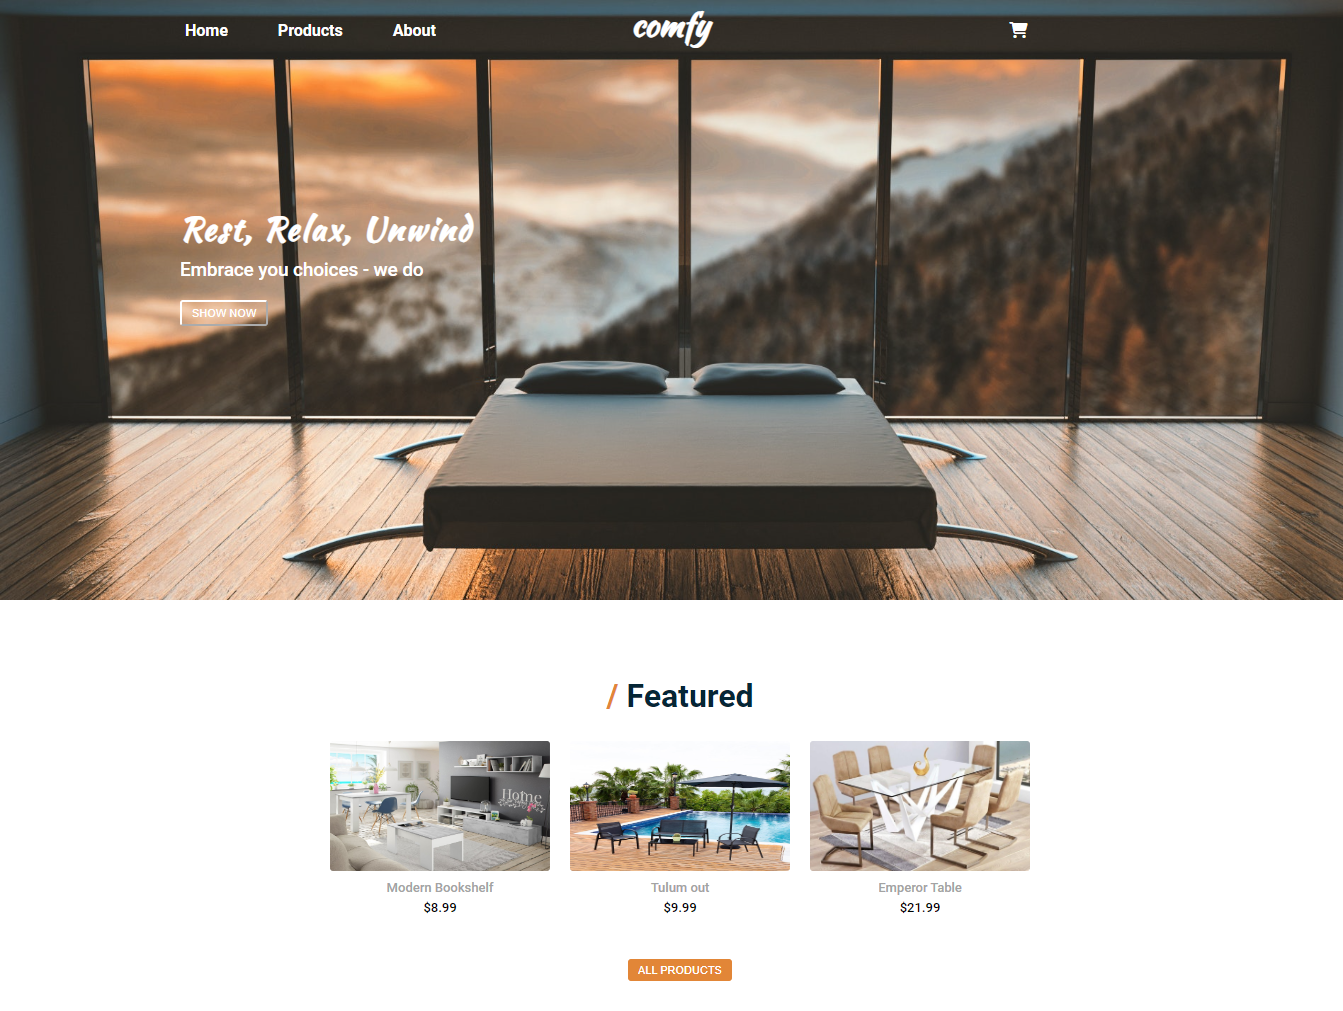 Home Products About comfy
Rest, Relax, Unwind
Embrace you choices - we do
SHOW NOW
/ Featured
Home
Modern Bookshelf
$8.99
Tulum out
$9.99
Emperor Table
$21.99
ALL PRODUCTS